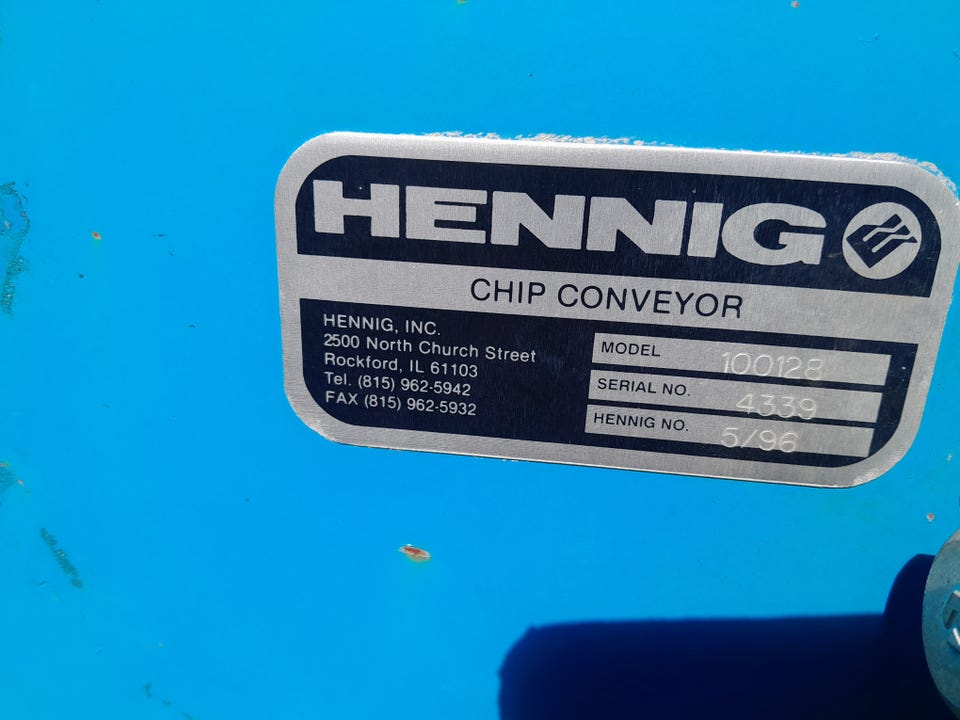 HENNIG
CHIP CONVEYOR
HENNIG, INC.
2500 North Church Street
Rockford, IL 61103
Tel. (815) 962-5942
FAX (815) 962-5932
MODEL 100128
SERIAL NO. 4339
HENNIG NO. 5/96